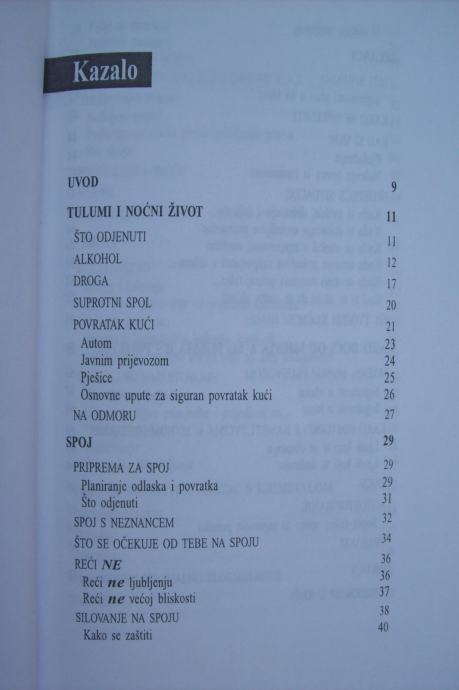 Kazalo
UVOD 9
TULUMI I NOĆNI ŽIVOT 11
ŠTO ODJENUTI 11
ALKOHOL 12
DROGA 17
SUPROTNI SPOL 20
POVRATAK KUĆI 21
Autom 23
Javnim prijevozom 24
Pješice 25
Osnovne upute za siguran povratak kući 26
NA ODMORU 27
SPOJ 29
PRIPREMA ZA SPOJ 29
Planiranje odlaska i povratka 29
Što odjenuti 31
SPOJ S NEZNANCEM 32
ŠTO SE OČEKUJE OD TEBE NA SPOJU 34
REĆI NE 36
Reći ne ljubljenju 36
Reći ne većoj bliskosti 37
SILOVANJE NA SPOJU 38
Kako se zaštiti 40